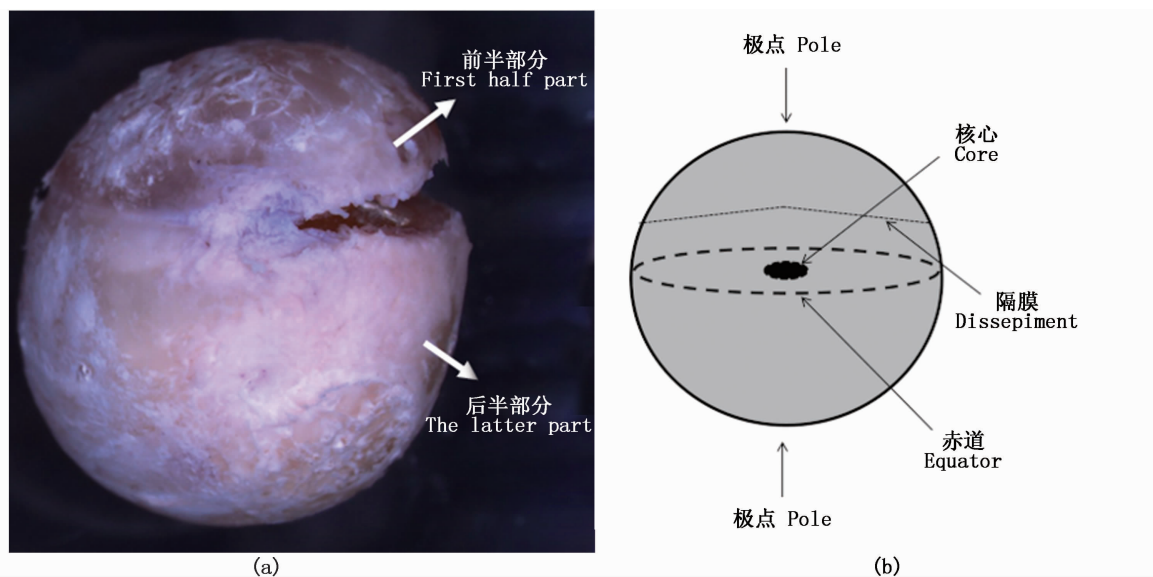 前半部分
First half part
后半部分
The latter part
(a)
极点 Pole
核心
Core
隔膜
Dissepiment
赤道
Equator
极点 Pole
(b)